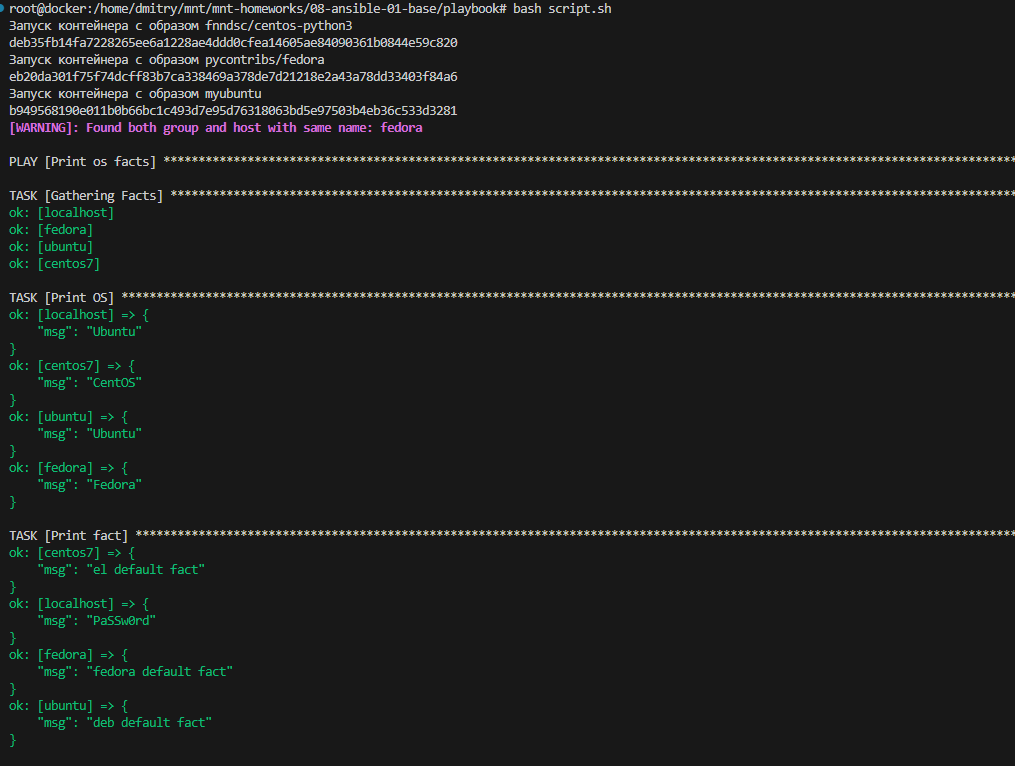 root@docker:/home/dmitry/mnt/mnt-homeworks/08-ansible-01-base/playbook# bash script.sh
Запуск контейнера с образом fnndsc/centos-python3
deb35fb14fa7228265ee6a1228ae4ddd0cfea14605ae84090361b0844e59c820
Запуск контейнера с образом pycontribs/fedora
eb20da301f75f74dcff83b7ca338469a378de7d21218e2a43a78dd33403f84a6
Запуск контейнера с образом myubuntu
b949568190e011b0b66bc1c493d7e95d76318063bd5e97503b4eb36c533d3281
[WARNING]: Found both group and host with same name: fedora
PLAY [Print os facts] **************************************************************************************************************************
TASK [Gathering Facts] *************************************************************************************************************************
ok: [localhost]
ok: [fedora]
ok: [ubuntu]
ok: [centos7]
TASK [Print OS] ********************************************************************************************************************************
ok: [localhost] => {
    "msg": "Ubuntu"
}
ok: [centos7] => {
    "msg": "CentOS"
}
ok: [ubuntu] => {
    "msg": "Ubuntu"
}
ok: [fedora] => {
    "msg": "Fedora"
}
TASK [Print fact] ******************************************************************************************************************************
ok: [centos7] => {
    "msg": "el default fact"
}
ok: [localhost] => {
    "msg": "PaSSw0rd"
}
ok: [fedora] => {
    "msg": "fedora default fact"
}
ok: [ubuntu] => {
    "msg": "deb default fact"
}